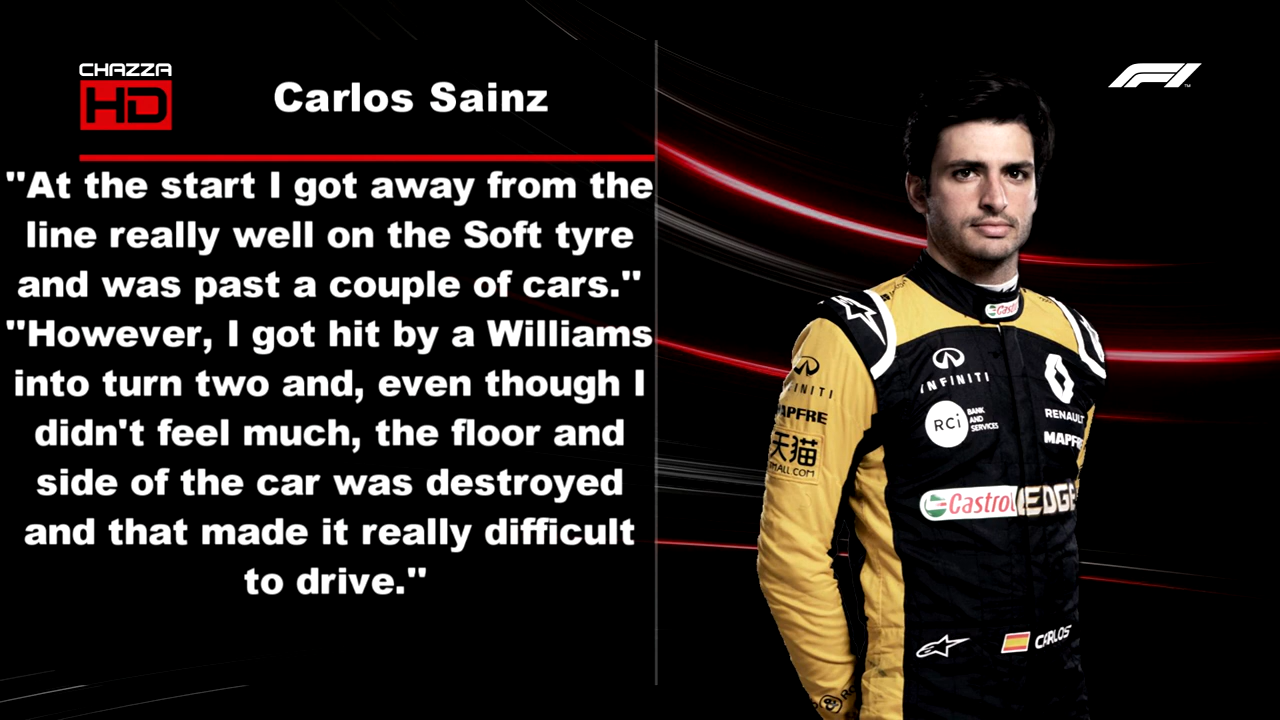 CHAZZA
HD
Carlos Sainz
F1
"At the start I got away from the
line really well on the Soft tyre
and was past a couple of cars."
"However, I got hit by a Williams
into turn two and, even though I
didn't feel much, the floor and
side of the car was destroyed
and that made it really difficult
to drive."
Castrol
INFINITI
INFINITI
RCI
BANK
AND
SERVICES
RENAULT
MAPFRE
MAPF
天猫
TMALL.COM
Castrol EDGE
CARLOS